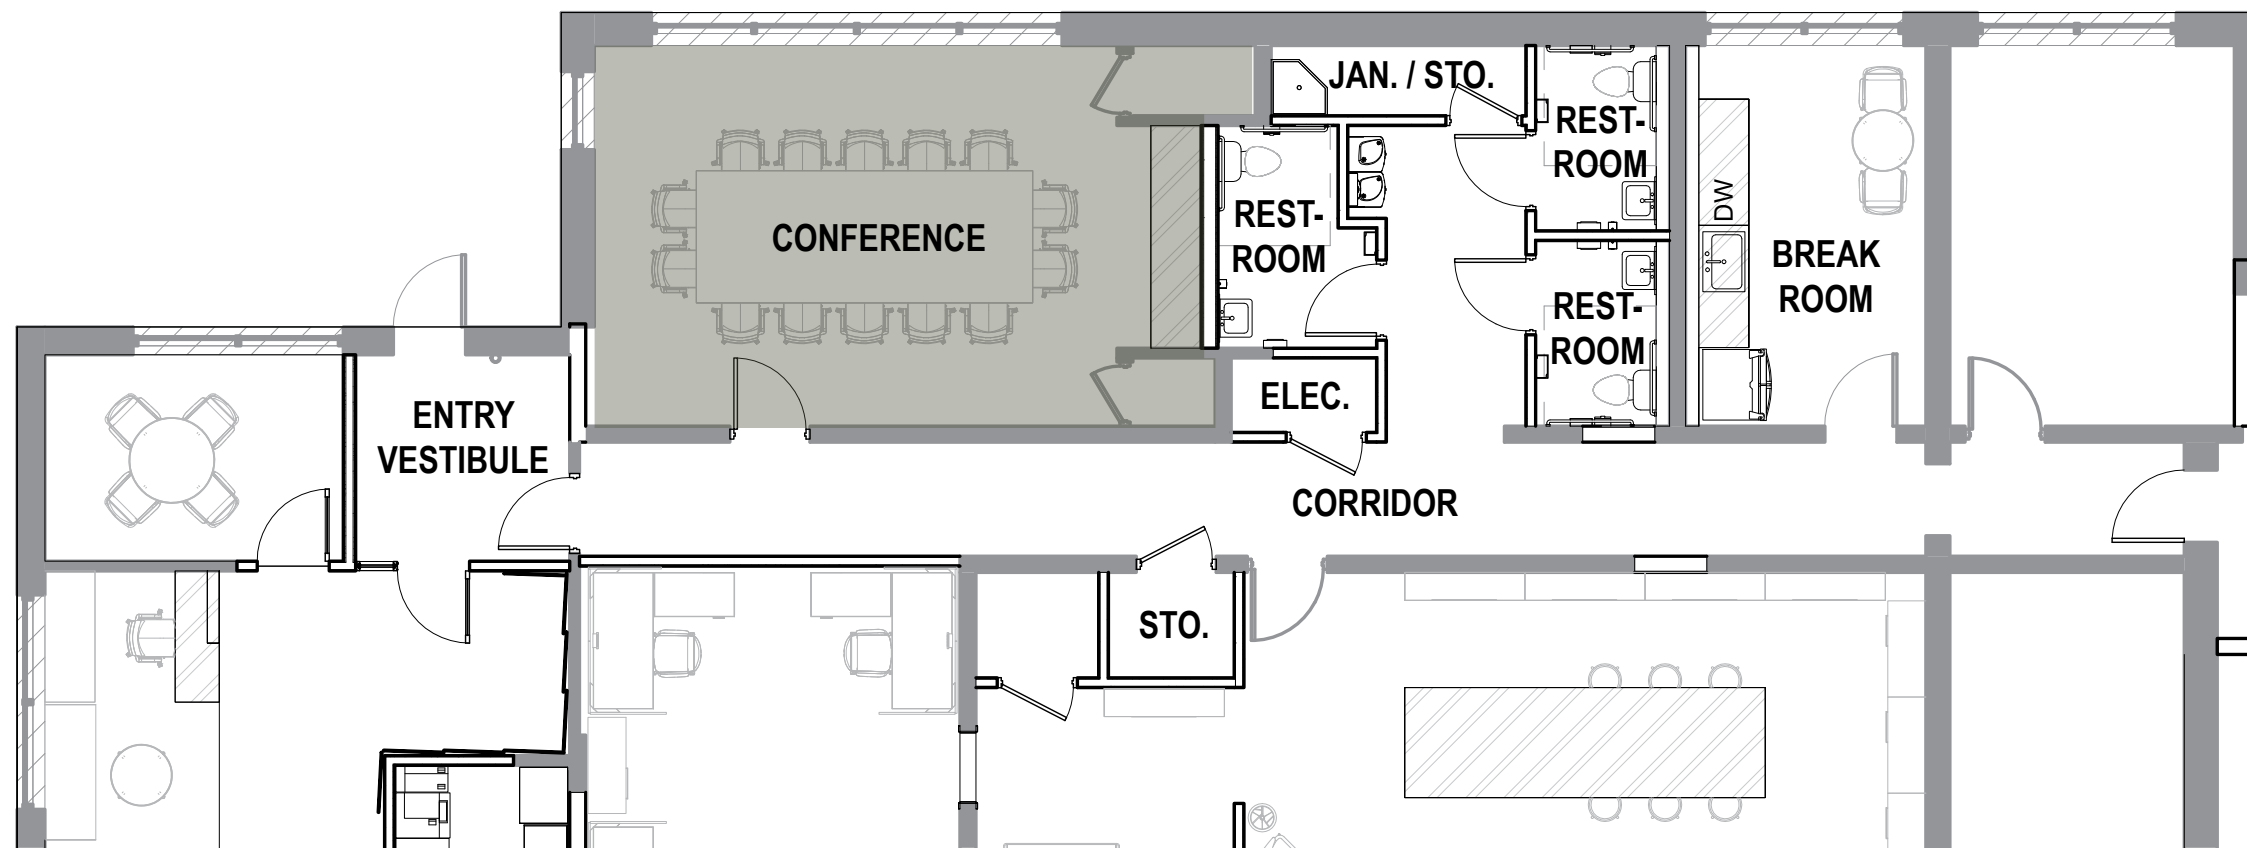 JAN. / STO.
REST-
ROOM
CONFERENCE
REST-
ROOM
DW
BREAK
ROOM
REST-
ROOM
ELEC.
ENTRY
VESTIBULE
CORRIDOR
STO.